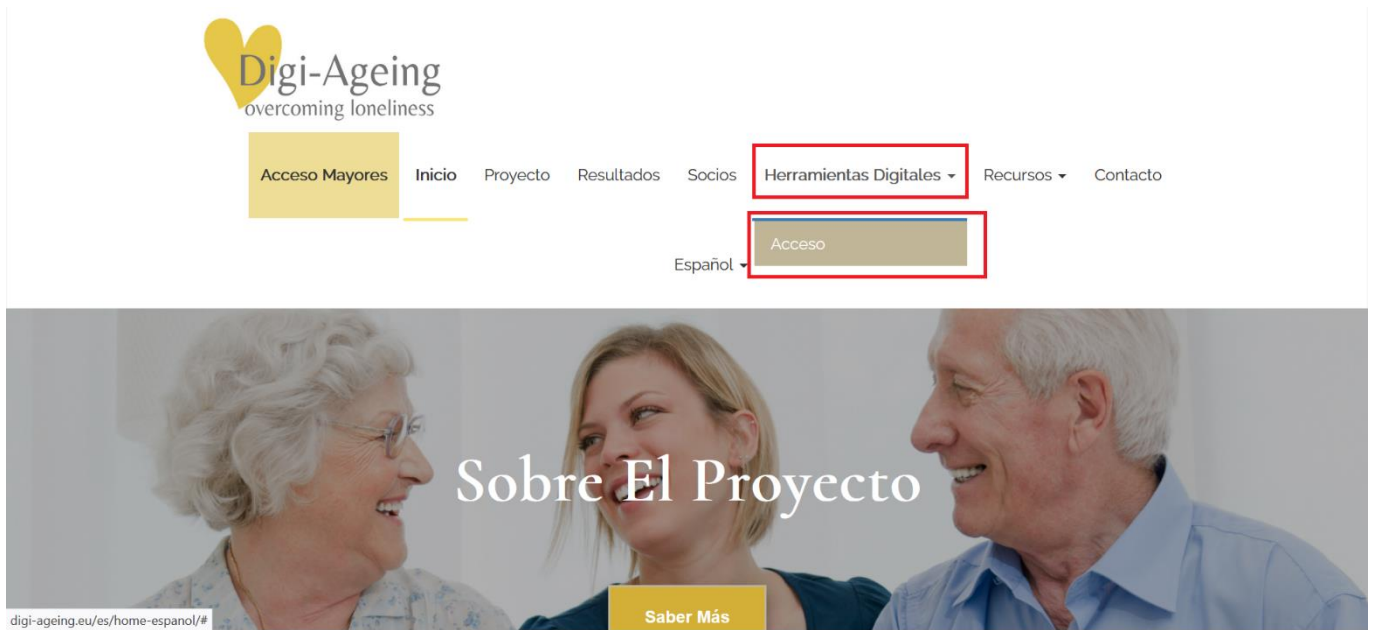 Digi-Ageing
overcoming loneliness
Acceso Mayores Inicio Proyecto Resultados Socios Herramientas Digitales Recursos Contacto
Español Acceso
Sobre El Proyecto
Saber Más
digi-ageing.eu/es/home-espanol/#